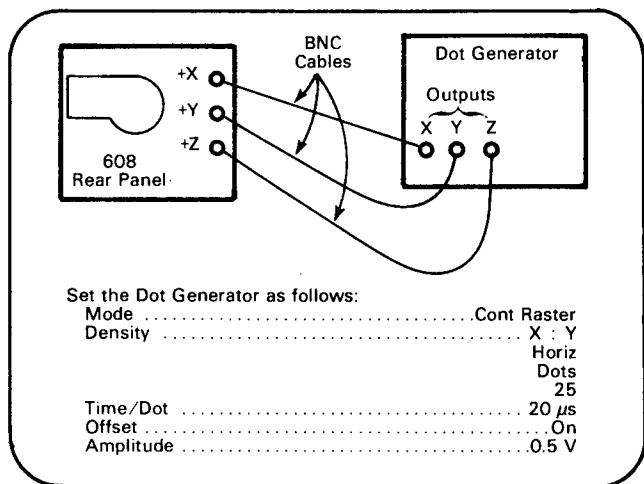 BNC
Cables
Dot Generator
Outputs
X Y Z
+X
+Y
+Z
608
Rear Panel
Set the Dot Generator as follows:
Mode ........................................Cont Raster
Density ............................................. X : Y
Horiz
Dots
25
Time/Dot ......................................... 20 µs
Offset ................................................. On
Amplitude ........................................0.5 V